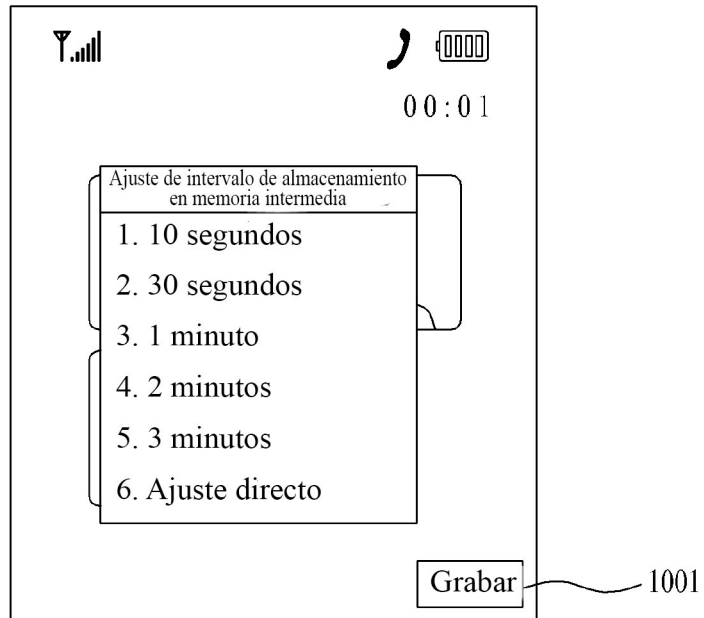 00:01
Ajuste de intervalo de almacenamiento
en memoria intermedia
1. 10 segundos
2. 30 segundos
3. 1 minuto
4. 2 minutos
5. 3 minutos
6. Ajuste directo
Grabar
1001